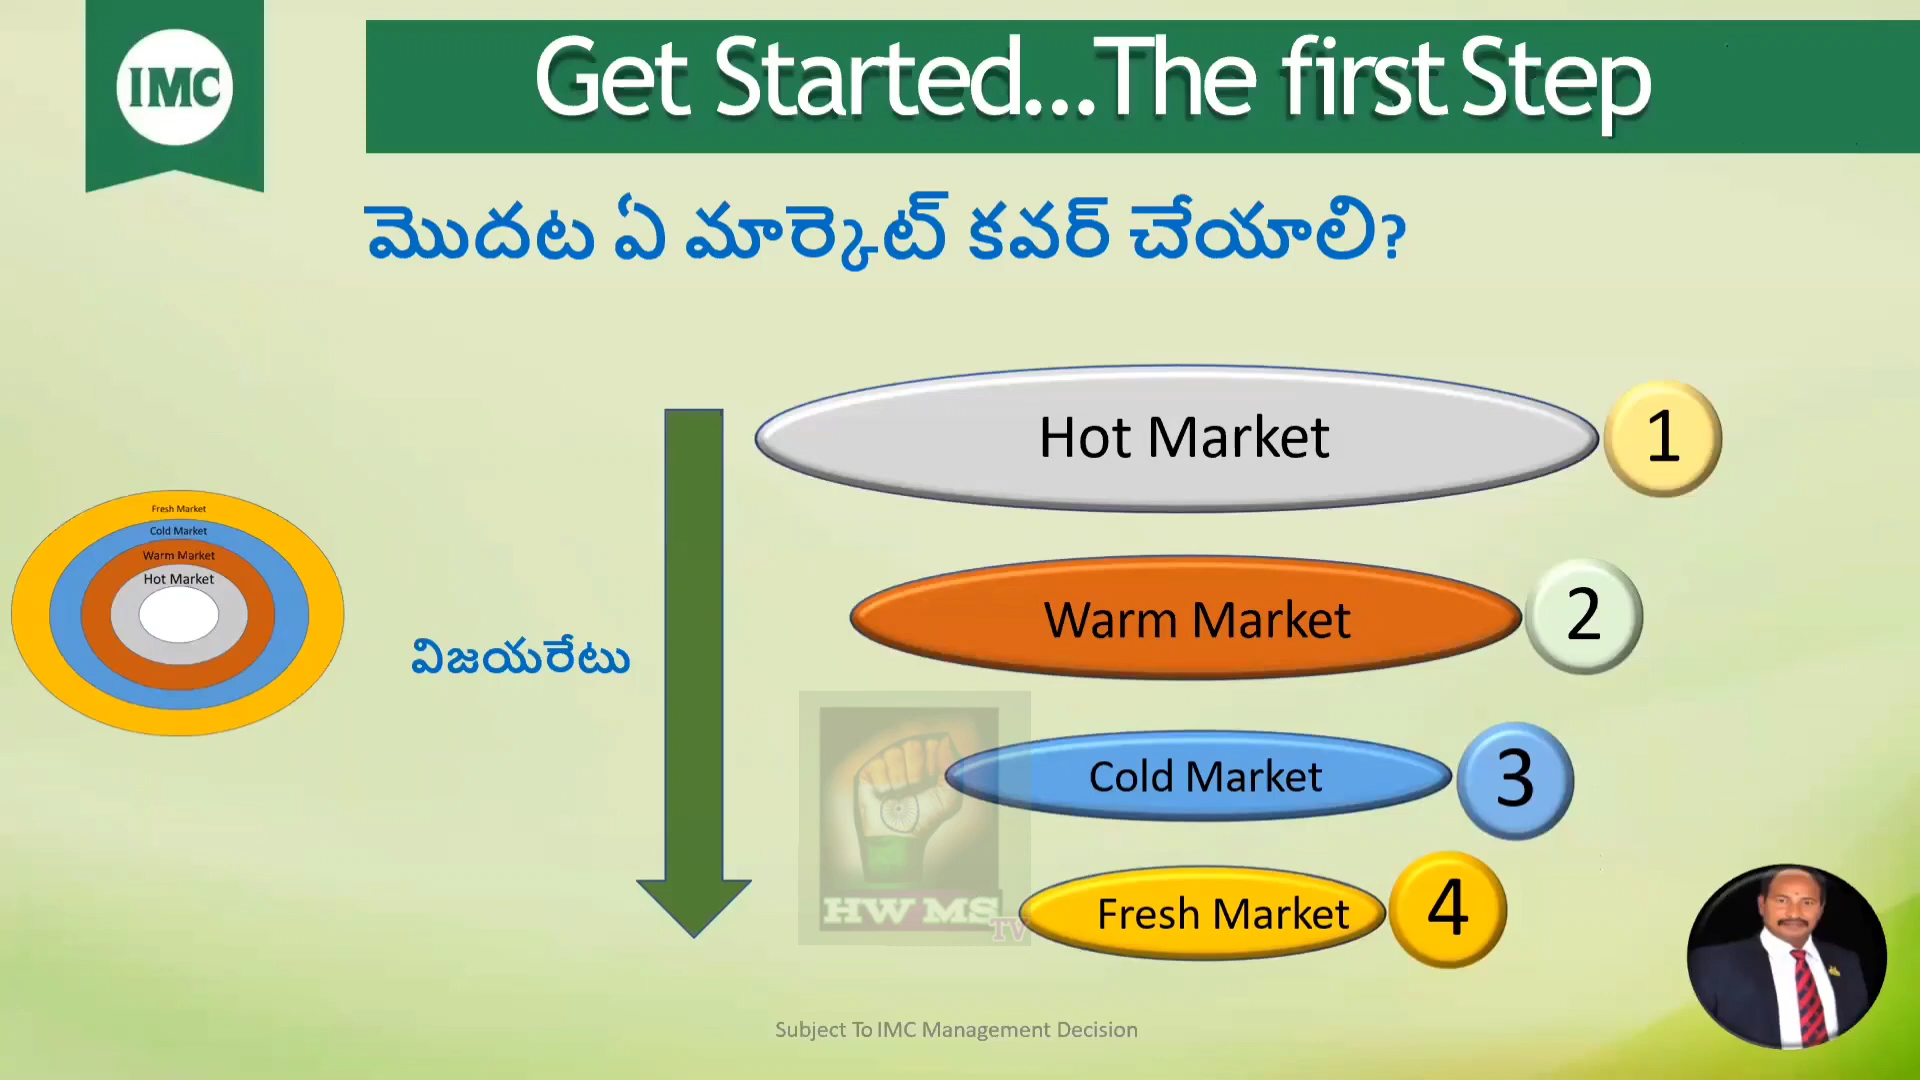 IMC
Get Started...The first Step
మొదట ఏ మార్కెట్ కవర్ చేయాలి?
Hot Market
1
Warm Market
2
Cold Market
3
Fresh Market
4
Fresh Market
Cold Market
Warm Market
Hot Market
విజయరేటు
HW MS
TV
Subject To IMC Management Decision